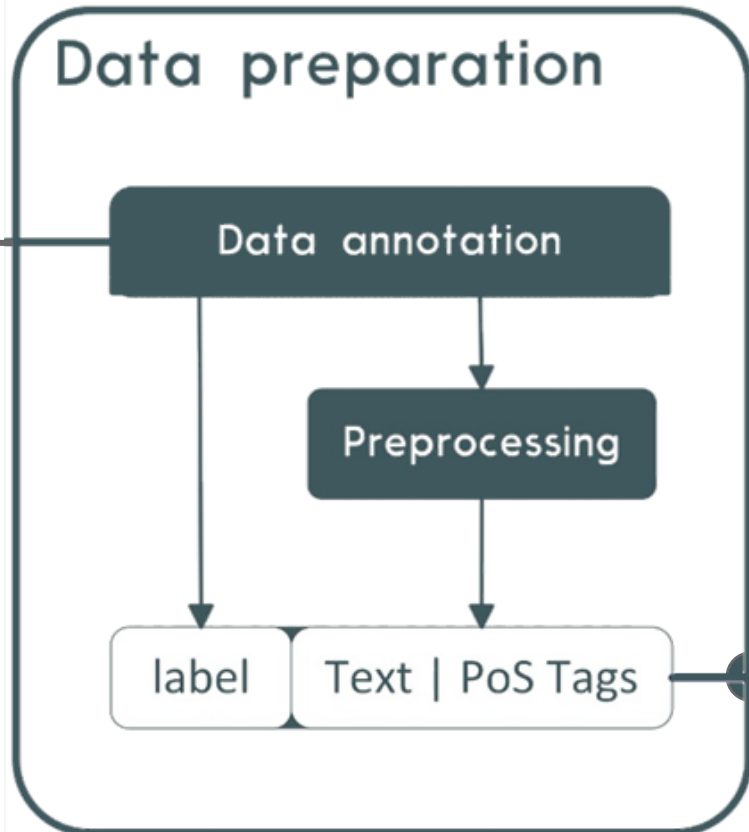 Data preparation
Data annotation
Preprocessing
label
Text | PoS Tags